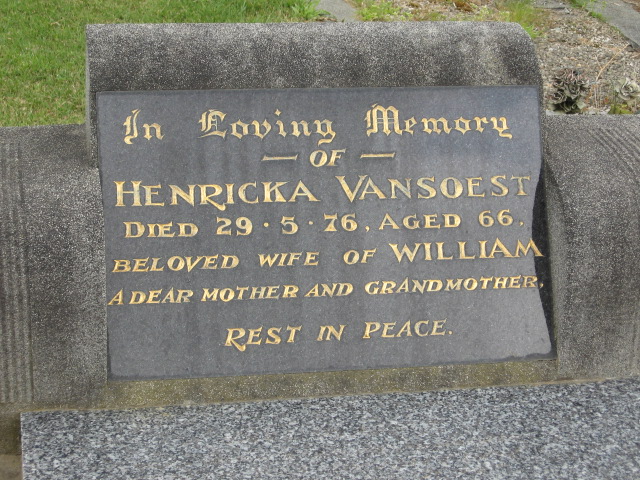 In Loving Memory
— OF —
HENRICKA VANSOEST
DIED 29·5·76, AGED 66.
BELOVED WIFE OF WILLIAM
A DEAR MOTHER AND GRANDMOTHER.
REST IN PEACE.